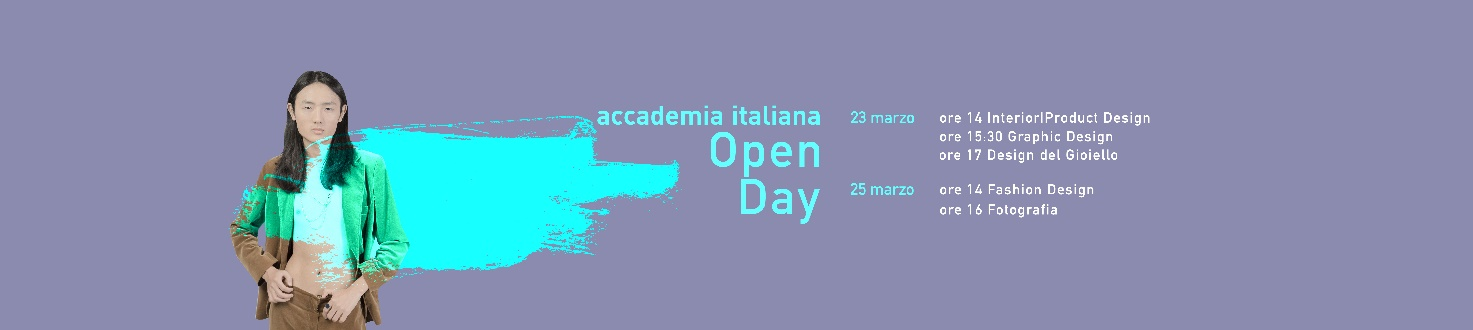 accademia italiana
Open
Day
23 marzo
ore 14 Interior|Product Design
ore 15:30 Graphic Design
ore 17 Design del Gioiello
25 marzo
ore 14 Fashion Design
ore 16 Fotografia